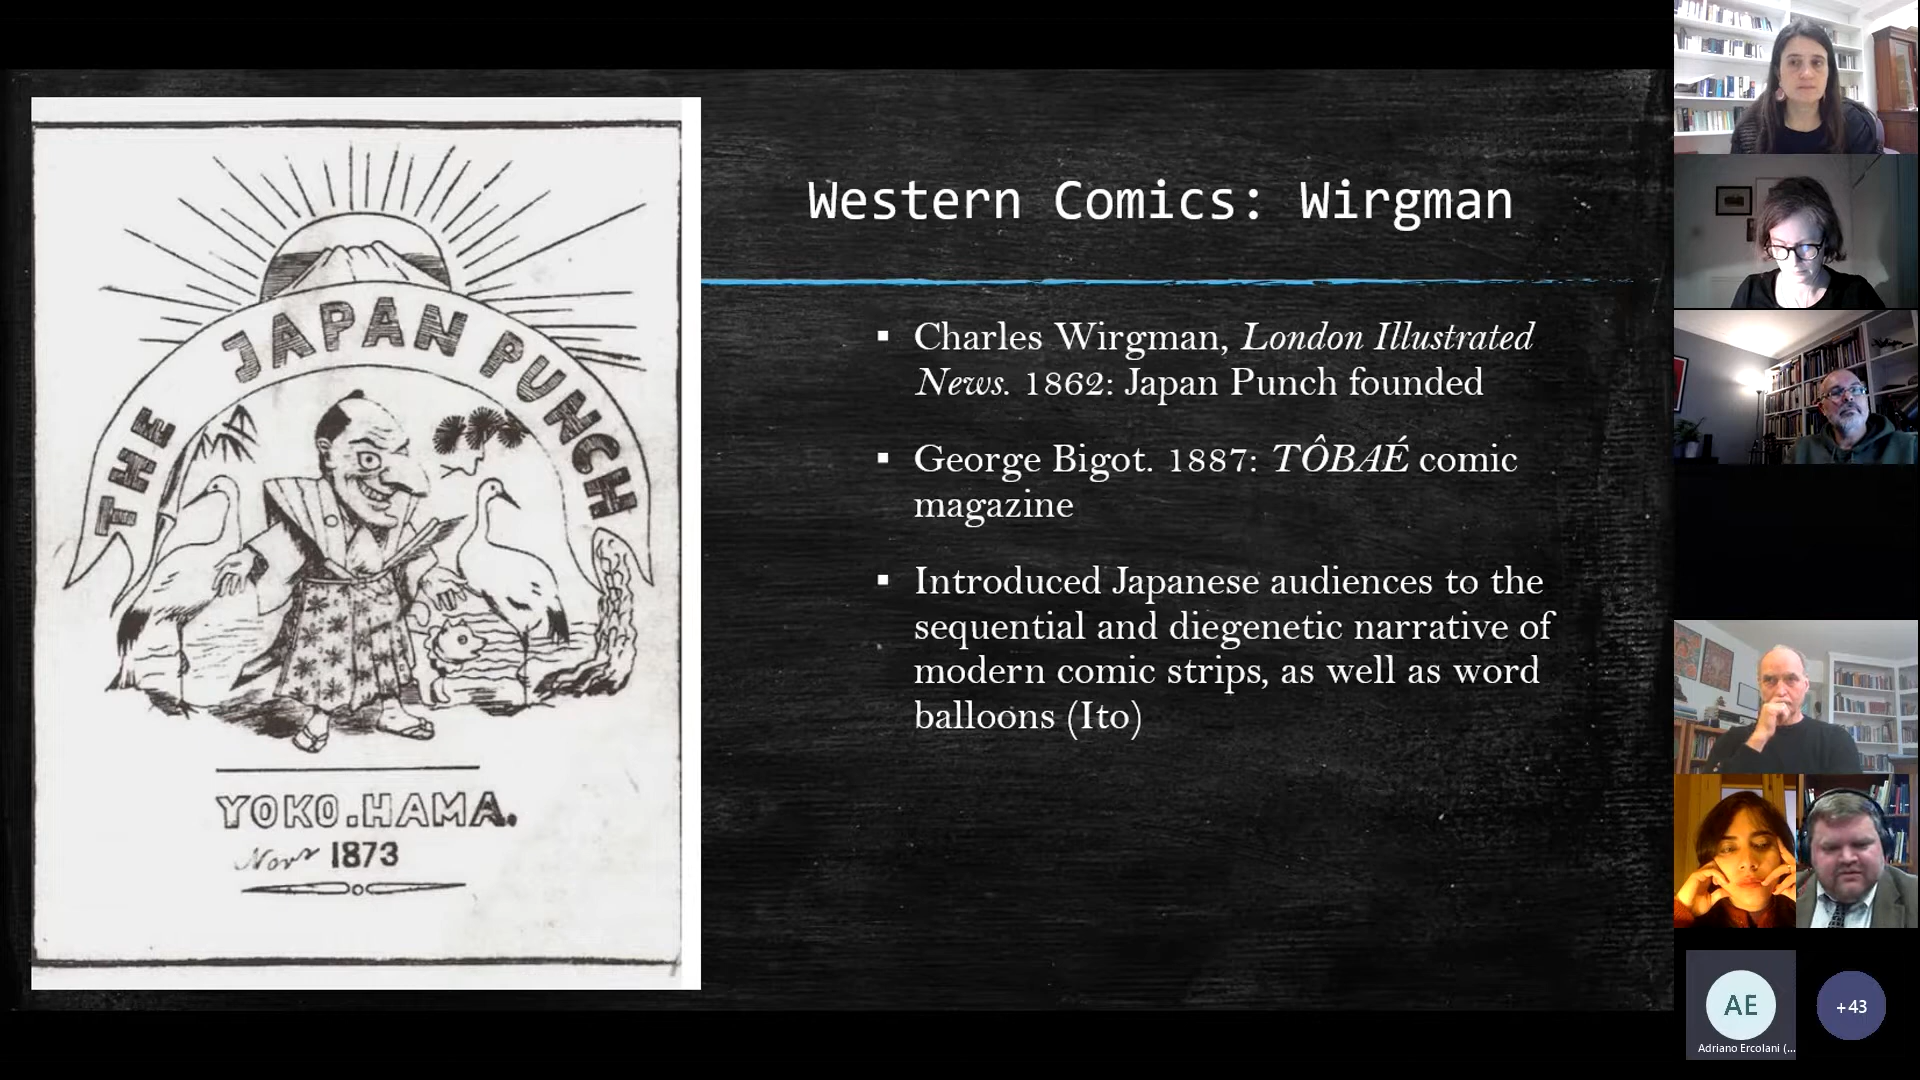 THE JAPAN PUNCH
YOKO.HAMA.
1873
Western Comics: Wirgman
▪ Charles Wirgman, London Illustrated
News. 1862: Japan Punch founded
▪ George Bigot. 1887: TÔBAÉ comic
magazine
▪ Introduced Japanese audiences to the
sequential and diegenetic narrative of
modern comic strips, as well as word
balloons (Ito)
AE
Adriano Ercolani (...
+43